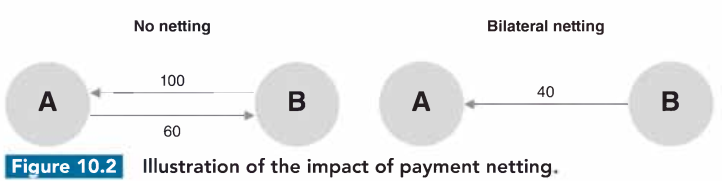 No netting
Bilateral netting
100
A
B
60
40
A
B
Figure 10.2 Illustration of the impact of payment netting.